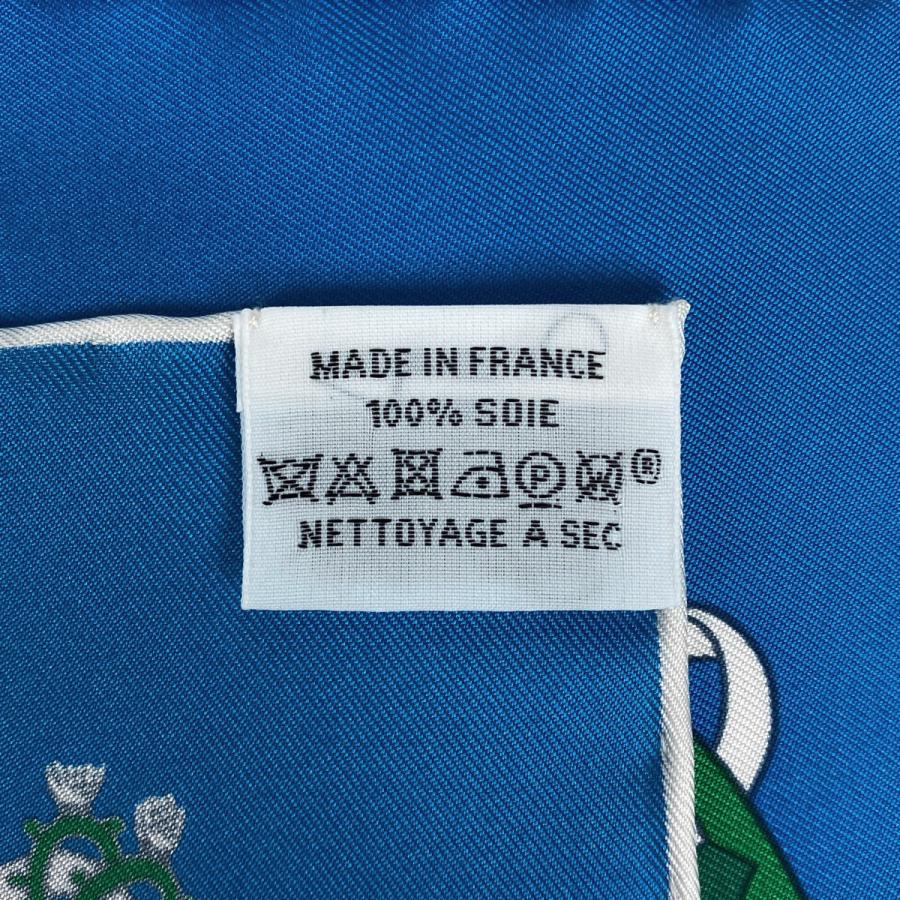 MADE IN FRANCE
100% SOIE
P ®
NETTOYAGE A SEC